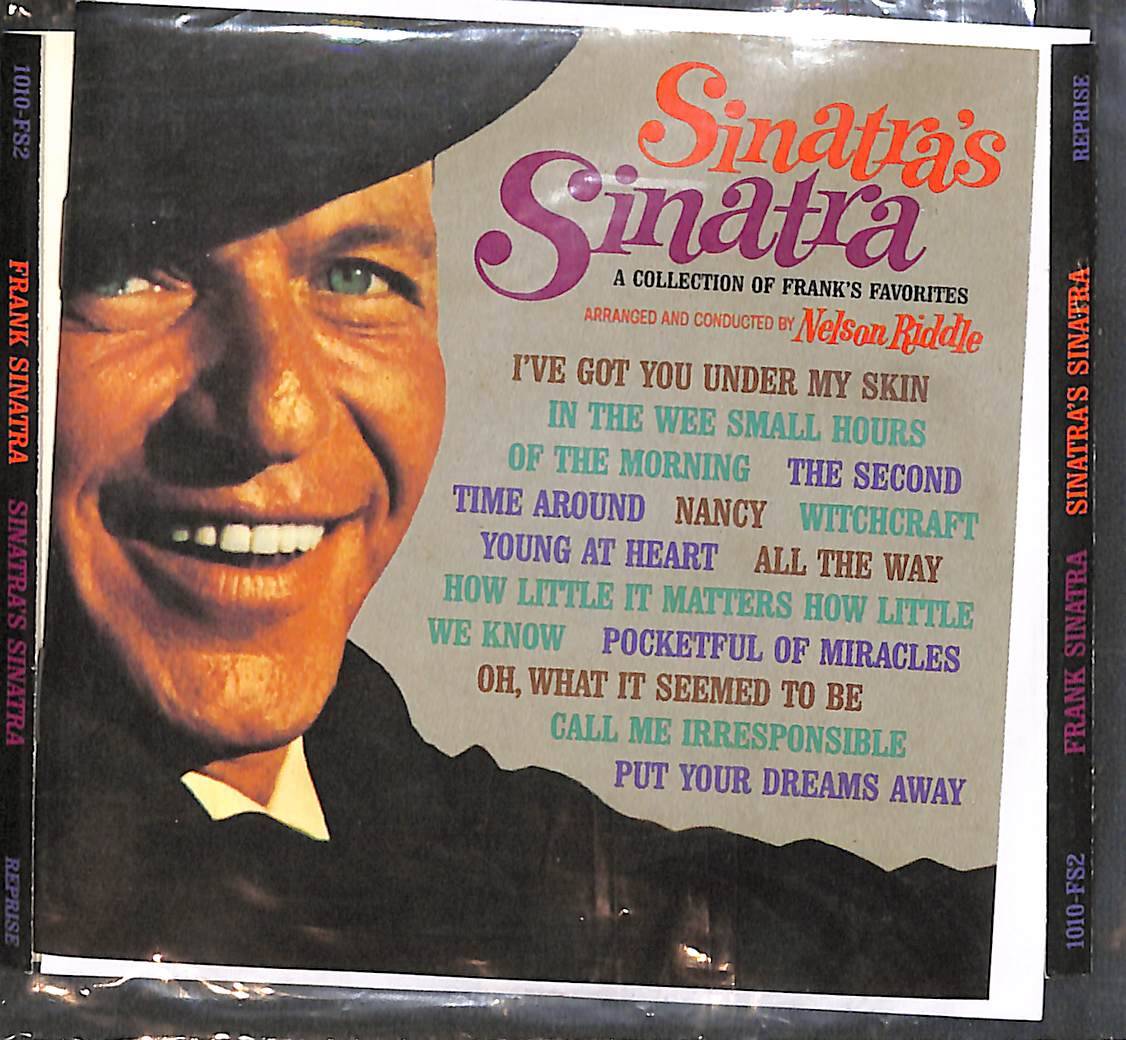 1010-FS2
FRANK SINATRA
SINATRA'S SINATRA
REPRISE
Sinatra's
Sinatra
A COLLECTION OF FRANK'S FAVORITES
ARRANGED AND CONDUCTED BY Nelson Riddle
I'VE GOT YOU UNDER MY SKIN
IN THE WEE SMALL HOURS
OF THE MORNING THE SECOND
TIME AROUND NANCY WITCHCRAFT
YOUNG AT HEART ALL THE WAY
HOW LITTLE IT MATTERS HOW LITTLE
WE KNOW POCKETFUL OF MIRACLES
OH, WHAT IT SEEMED TO BE
CALL ME IRRESPONSIBLE
PUT YOUR DREAMS AWAY
1010-FS2
FRANK SINATRA
SINATRA'S SINATRA
REPRISE